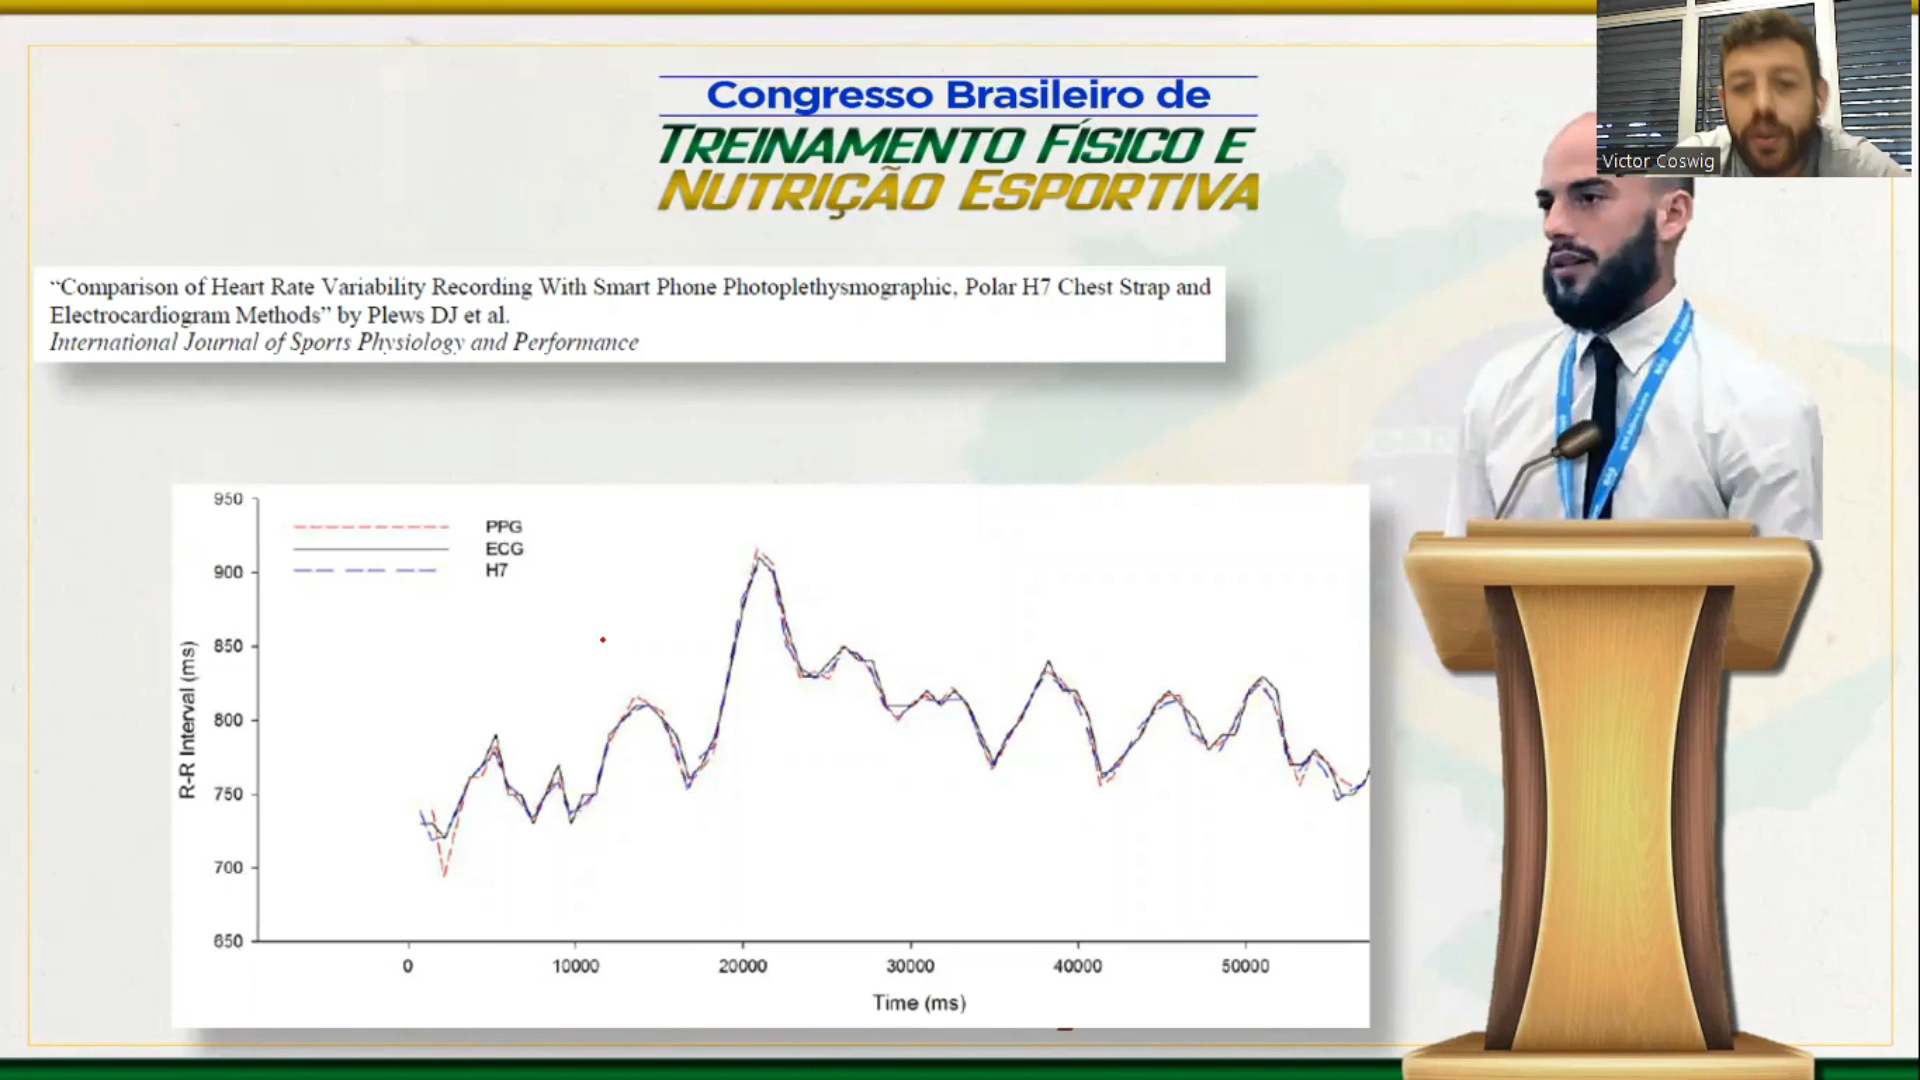 Congresso Brasileiro de
TREINAMENTO FÍSICO E
NUTRIÇÃO ESPORTIVA
Victor Coswig
“Comparison of Heart Rate Variability Recording With Smart Phone Photoplethysmographic, Polar H7 Chest Strap and
Electrocardiogram Methods” by Plews DJ et al.
International Journal of Sports Physiology and Performance
PPG
ECG
H7
R-R Interval (ms)
950
900
850
800
750
700
650
0 10000 20000 30000 40000 50000
Time (ms)